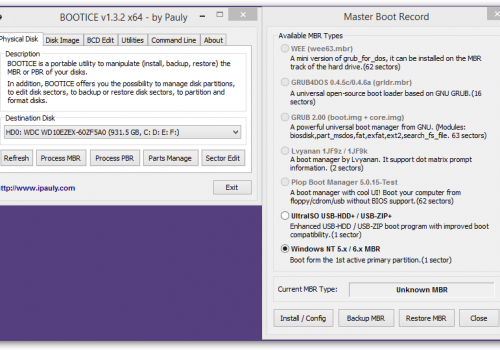 BOOTICE v1.3.2 x64 - by Pauly
Physical Disk Disk Image BCD Edit Utilities Command Line About
Description
BOOTICE is a portable utility to manipulate (install, backup, restore) the
MBR or PBR of your disks.
In addition, BOOTICE offers you the possibility to manage disk partitions,
to edit disk sectors, to backup or restore disk sectors, to partition and
format disks.
Destination Disk
HD0: WDC WD10EZEX-60ZF5A0 (931.5 GB, C: D: E: F:)
Refresh Process MBR Process PBR Parts Manage Sector Edit
http://www.ipauly.com Exit
Master Boot Record
Available MBR Types
WEE (wee63.mbr)
A mini version of grub_for_dos, it can be installed on the MBR
track of the hard drive.(62 sectors)
GRUB4DOS 0.4.5c/0.4.6a (grldr.mbr)
A universal open-source boot loader based on GNU GRUB.(16
sectors)
GRUB 2.00 (boot.img + core.img)
A powerful universal boot manager from GNU. (Modules:
biosdisk,part_msdos,fat,exfat,ext2,search_fs_file. 63 sectors)
Lvyanan 1JF9z / 1JF9k
A boot manager by Lvyanan. It support dot matrix prompt
information. (2 sectors)
Plop Boot Manager 5.0.15-Test
A boot manager with cool UI! Boot your computer from
floppy/cdrom/usb without BIOS support.(62 sectors)
UltraISO USB-HDD+ / USB-ZIP+
Enhanced USB-HDD / USB-ZIP boot program with improved boot
compatibility.(1 sector)
Windows NT 5.x / 6.x MBR
Boot form the 1st active primary partition.(1 sector)
Current MBR Type: Unknown MBR
Install / Config Backup MBR Restore MBR Close